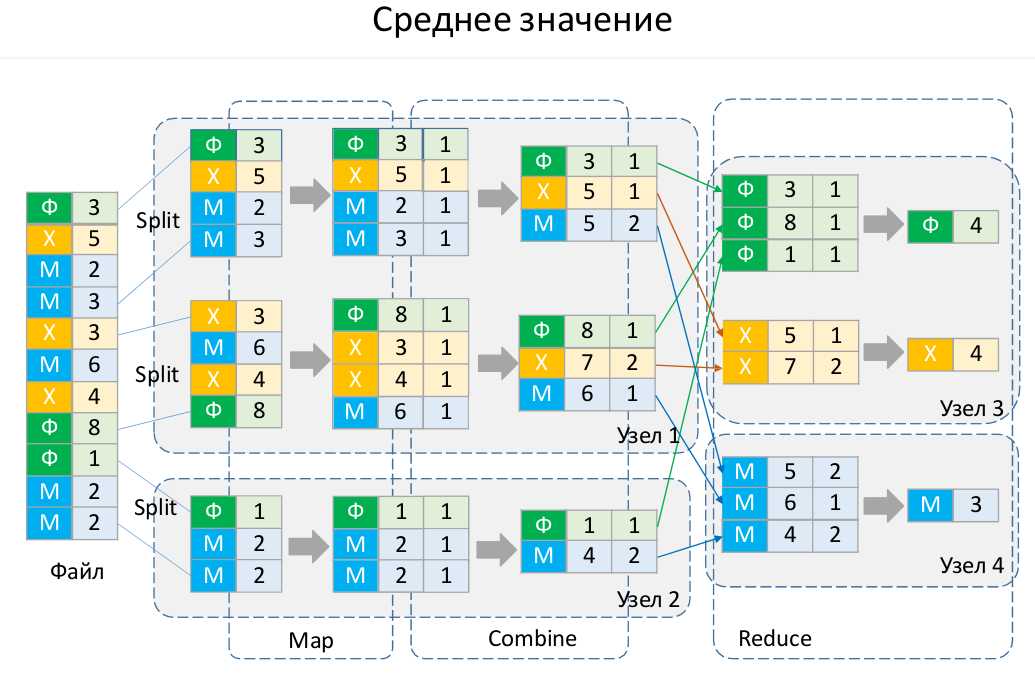 Среднее значение
Ф 3
Х 5
М 2
М 3
Х 3
М 6
Х 4
Ф 8
Ф 1
М 2
М 2
Файл
Split
Ф 3
Х 5
М 2
М 3
Ф 3 1
Х 5 1
М 2 1
М 3 1
Ф 3 1
Х 5 1
М 5 2
Split
Х 3
М 6
Х 4
Ф 8
Ф 8 1
Х 3 1
Х 4 1
М 6 1
Ф 8 1
Х 7 2
М 6 1
Узел 1
Split
Ф 1
М 2
М 2
Ф 1 1
М 2 1
М 2 1
Ф 1 1
М 4 2
Узел 2
Ф 3 1
Ф 8 1
Ф 1 1
Ф 4
Х 5 1
Х 7 2
Х 4
Узел 3
М 5 2
М 6 1
М 4 2
М 3
Узел 4
Map
Combine
Reduce